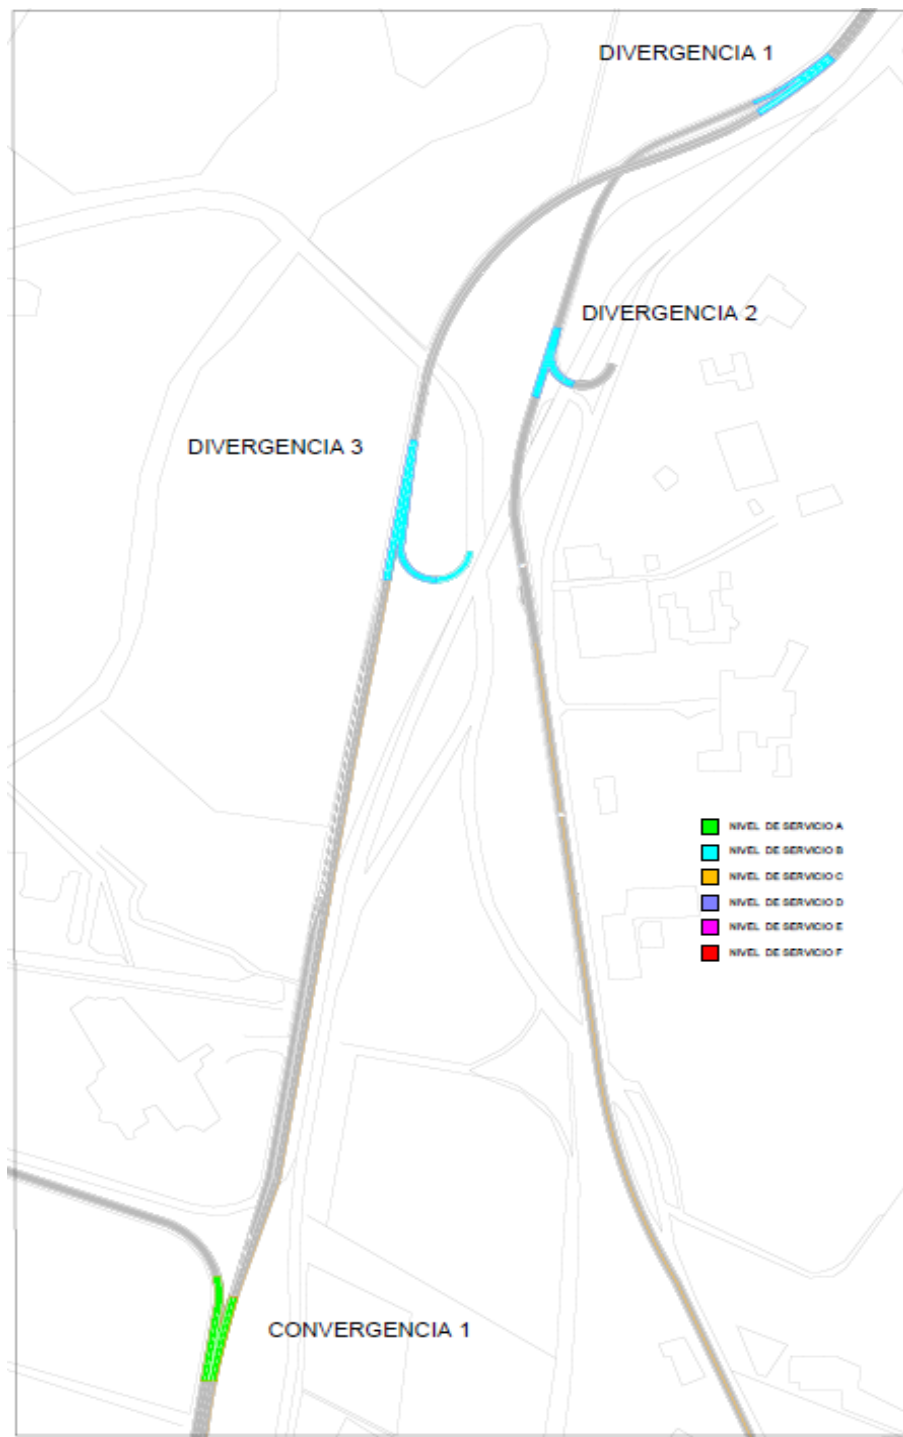 DIVERGENCIA 1
DIVERGENCIA 2
DIVERGENCIA 3
NIVEL DE SERVICIO A
NIVEL DE SERVICIO B
NIVEL DE SERVICIO C
NIVEL DE SERVICIO D
NIVEL DE SERVICIO E
NIVEL DE SERVICIO F
CONVERGENCIA 1